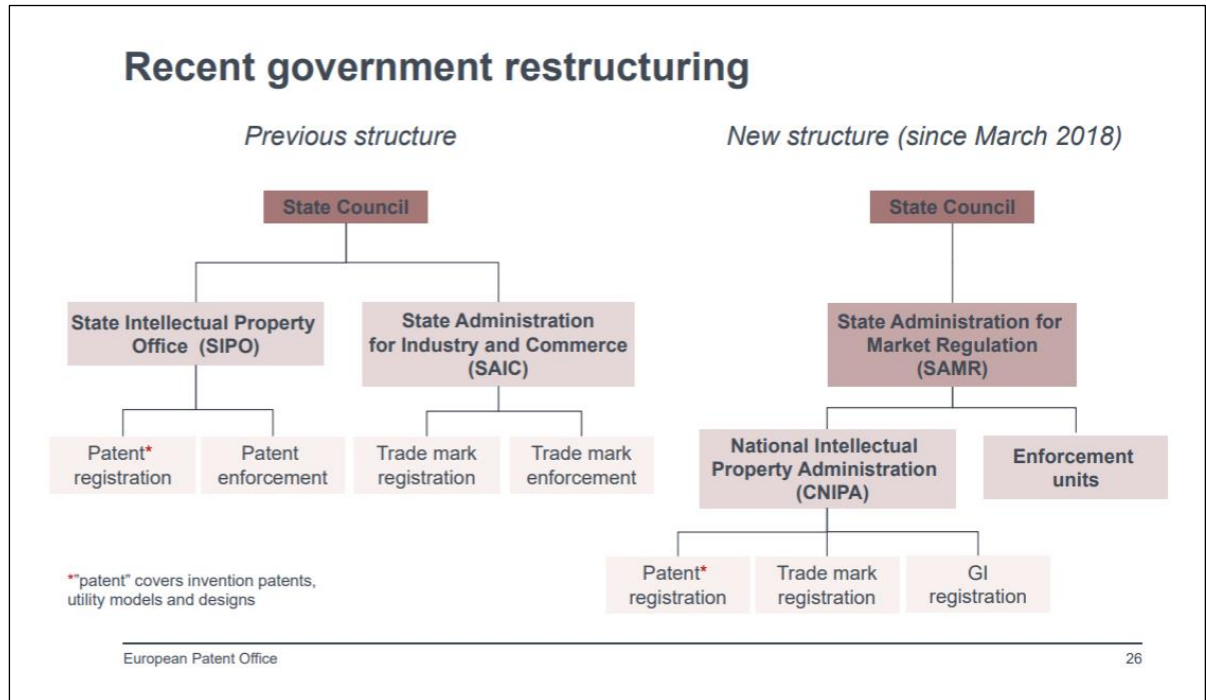 Recent government restructuring
Previous structure
State Council
State Intellectual Property
Office (SIPO)
State Administration
for Industry and Commerce
(SAIC)
Patent*
registration
Patent
enforcement
Trade mark
registration
Trade mark
enforcement
*"patent" covers invention patents,
utility models and designs
New structure (since March 2018)
State Council
State Administration for
Market Regulation
(SAMR)
National Intellectual
Property Administration
(CNIPA)
Enforcement
units
Patent*
registration
Trade mark
registration
GI
registration
European Patent Office
26